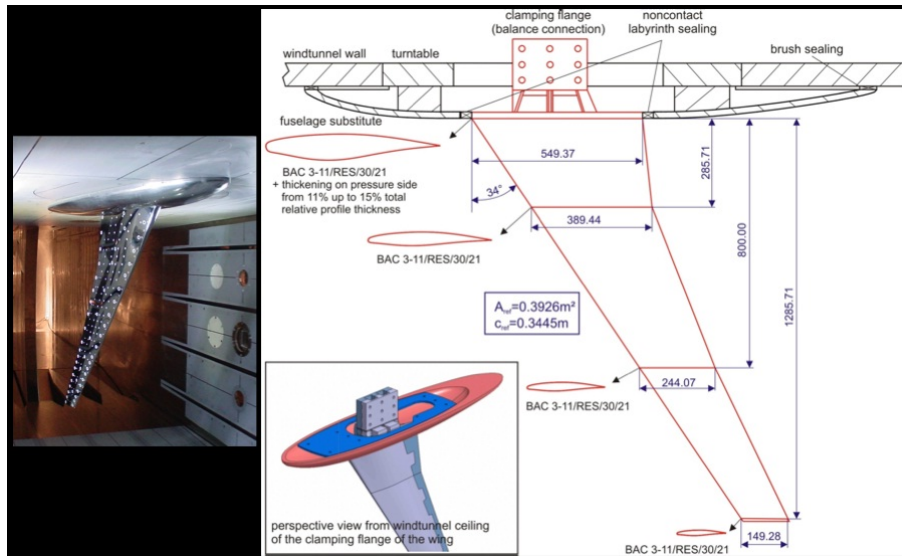 clamping flange
(balance connection)
noncontact
labyrinth sealing
windtunnel wall
turntable
brush sealing
fuselage substitute
BAC 3-11/RES/30/21
+ thickening on pressure side
from 11% up to 15% total
relative profile thickness
549.37
285.71
34°
389.44
BAC 3-11/RES/30/21
800.00
1285.71
Aref=0.3926m²
cref=0.3445m
244.07
BAC 3-11/RES/30/21
perspective view from windtunnel ceiling
of the clamping flange of the wing
149.28
BAC 3-11/RES/30/21